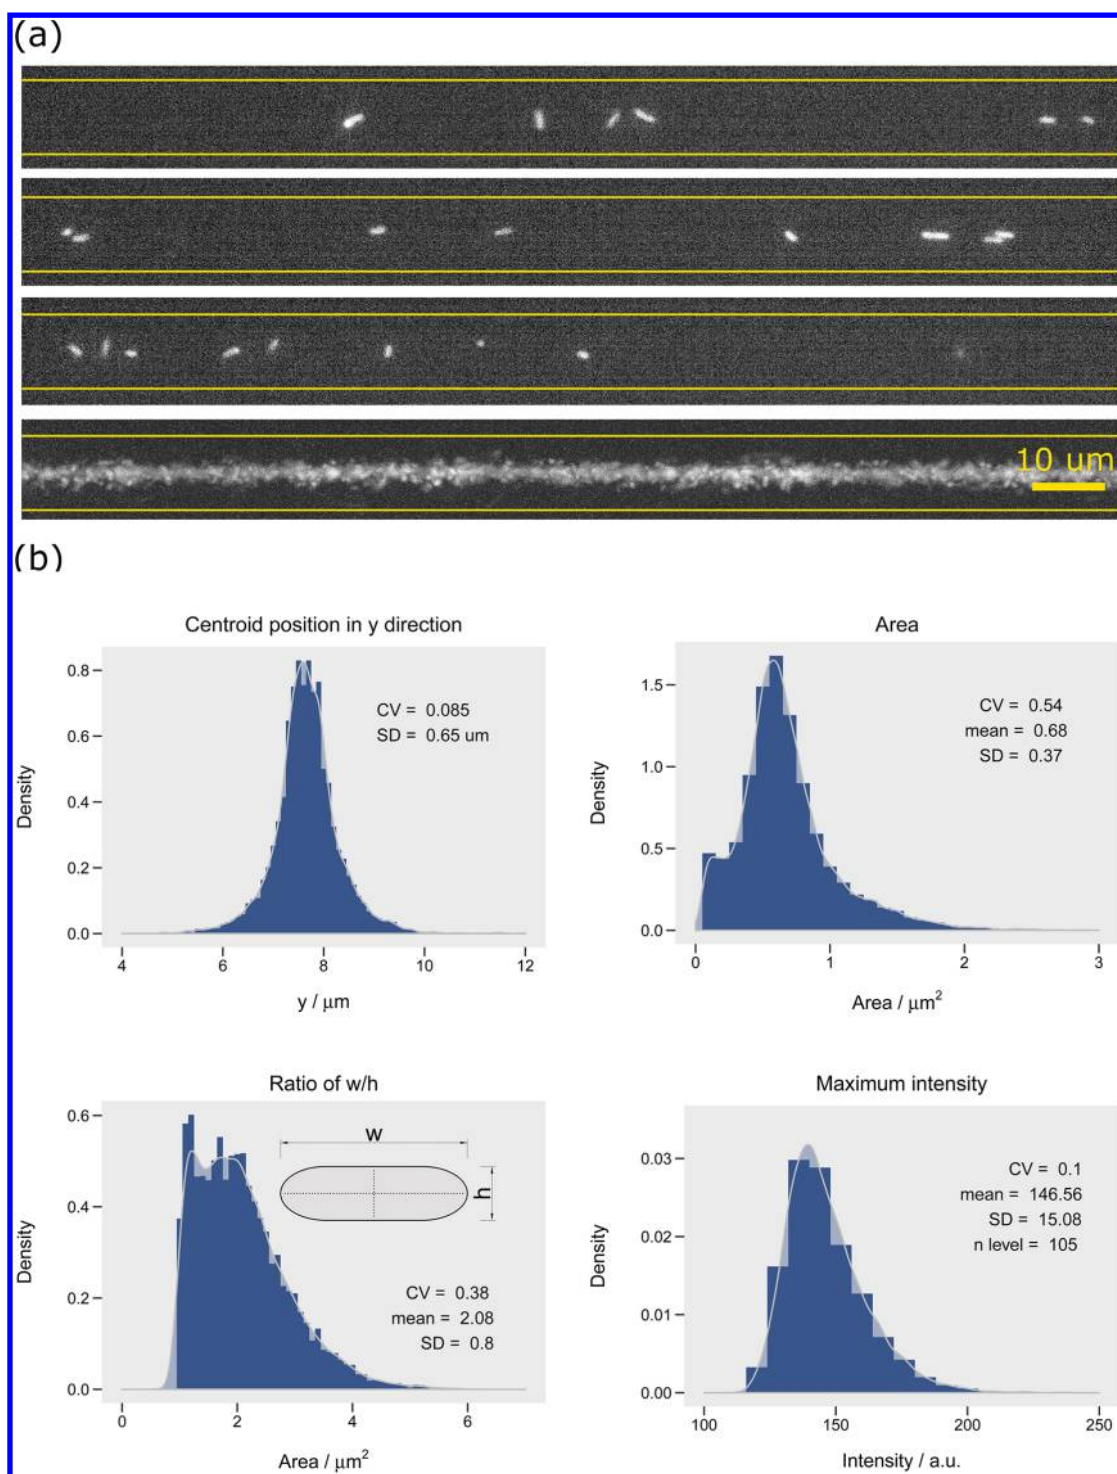 (a)
10 um
(b)
Centroid position in y direction
0.8
0.6
0.4
0.2
0.0
Density
CV = 0.085
SD = 0.65 um
4 6 8 10 12
y / μm
Area
1.5
1.0
0.5
0.0
Density
CV = 0.54
mean = 0.68
SD = 0.37
0 1 2 3
Area / μm²
Ratio of w/h
0.6
0.4
0.2
0.0
Density
w
h
CV = 0.38
mean = 2.08
SD = 0.8
0 2 4 6
Area / μm²
Maximum intensity
0.03
0.02
0.01
0.00
Density
CV = 0.1
mean = 146.56
SD = 15.08
n level = 105
100 150 200 250
Intensity / a.u.